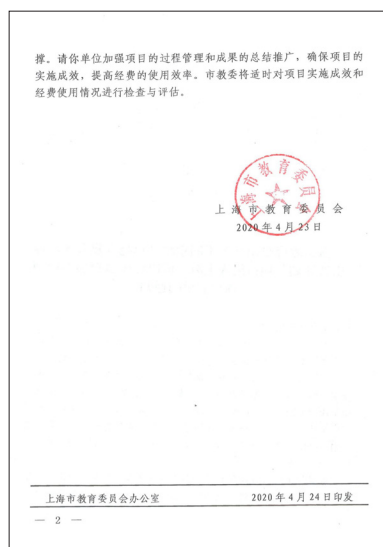 撑。请你单位加强项目的过程管理和成果的总结推广，确保项目的
实施成效，提高经费的使用效率。市教委将适时对项目实施成效和
经费使用情况进行检查与评估。
上海市教育委员会
上海市教育委员会
2020年4月23日
上海市教育委员会办公室 2020年4月24日印发
— 2 —